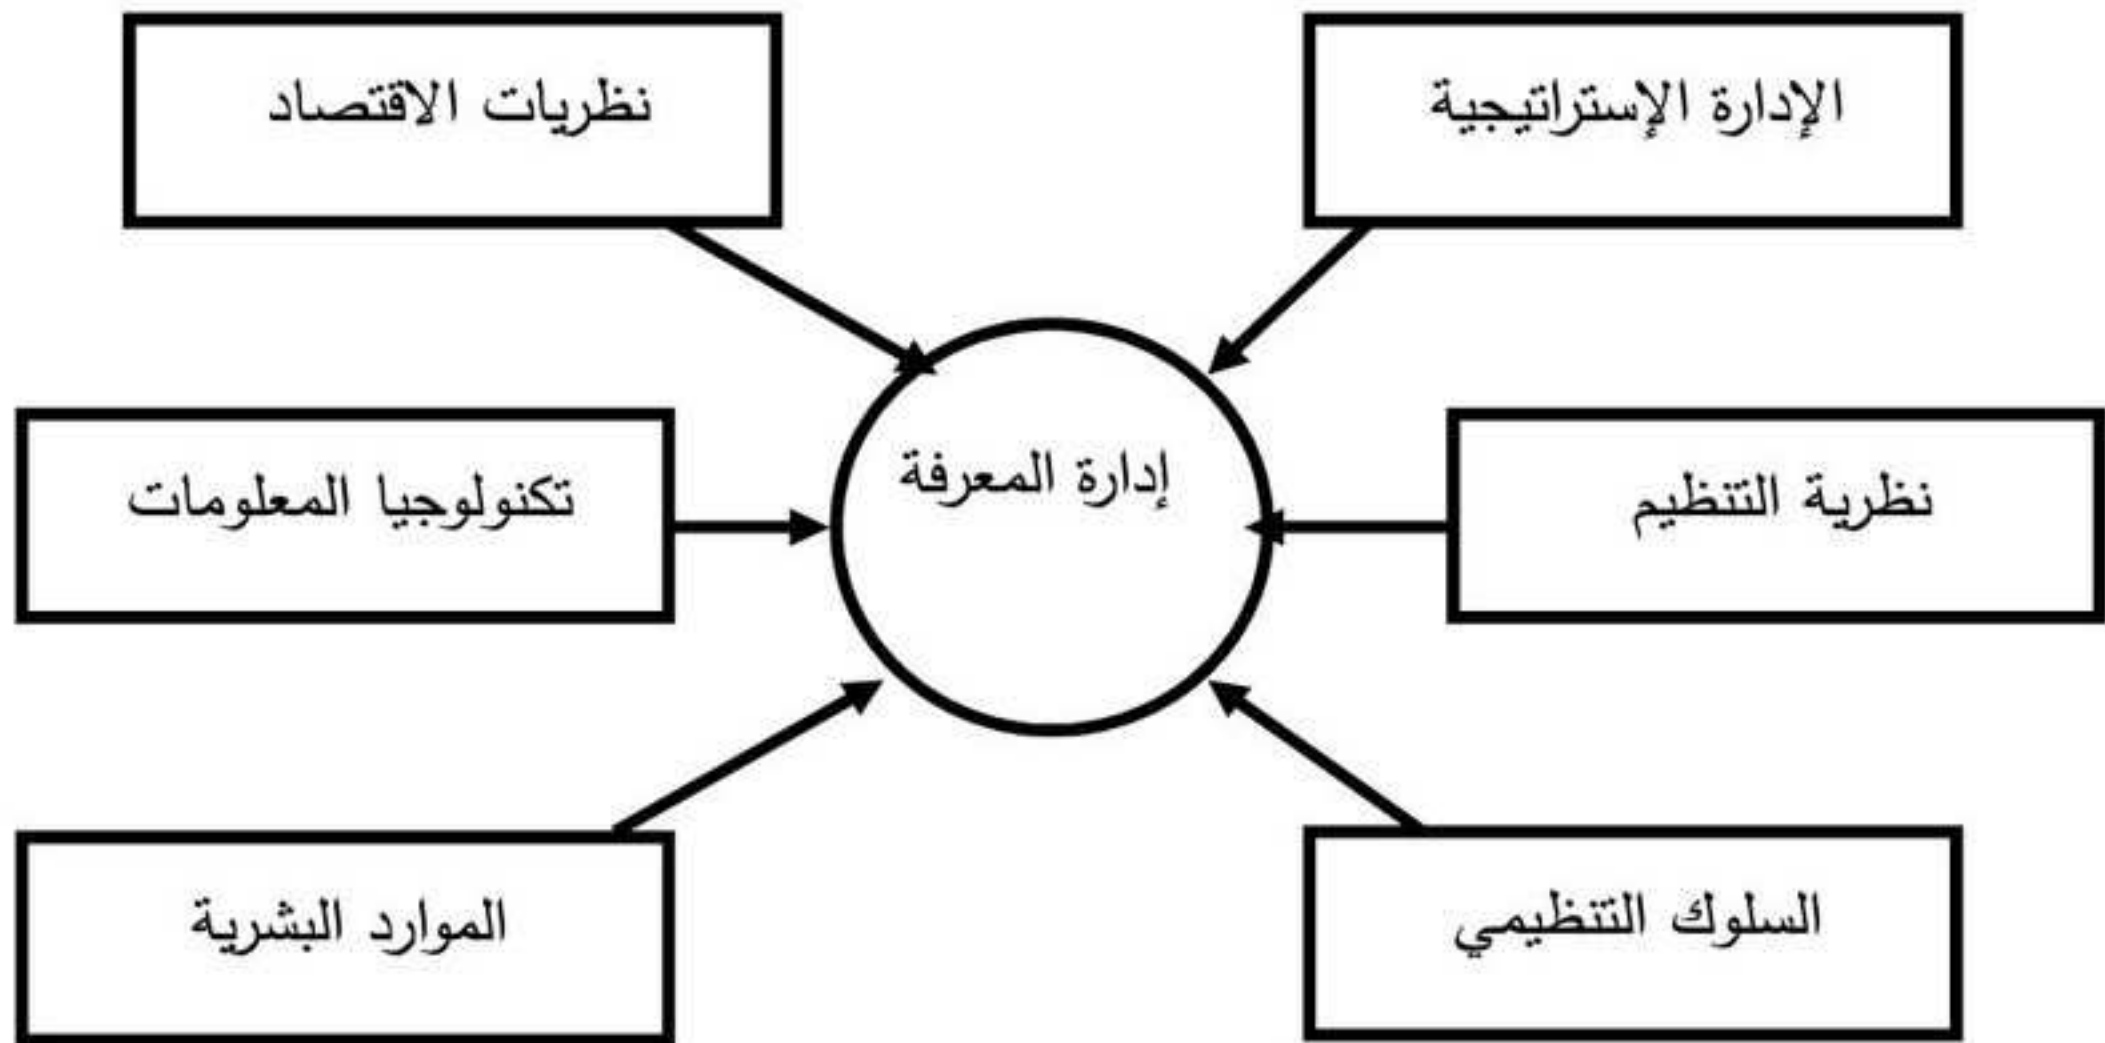 الإدارة الإستراتيجية
نظريات الاقتصاد
إدارة المعرفة
نظرية التنظيم
تكنولوجيا المعلومات
السلوك التنظيمي
الموارد البشرية